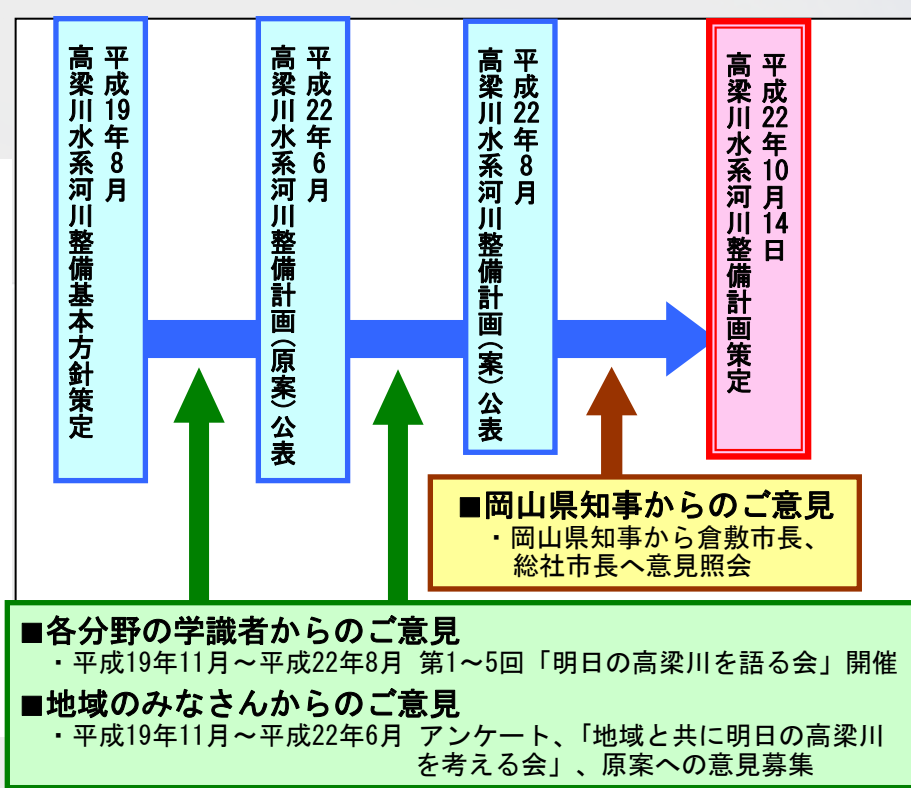 平成19年8月
高梁川水系河川整備基本方針策定
平成22年6月
高梁川水系河川整備計画（原案）公表
平成22年8月
高梁川水系河川整備計画（案）公表
平成22年10月14日
高梁川水系河川整備計画策定
■岡山県知事からのご意見
・岡山県知事から倉敷市長、
総社市長へ意見照会
■各分野の学識者からのご意見
・平成19年11月～平成22年8月 第1～5回「明日の高梁川を語る会」開催
■地域のみなさんからのご意見
・平成19年11月～平成22年6月 アンケート、「地域と共に明日の高梁川
を考える会」、原案への意見募集